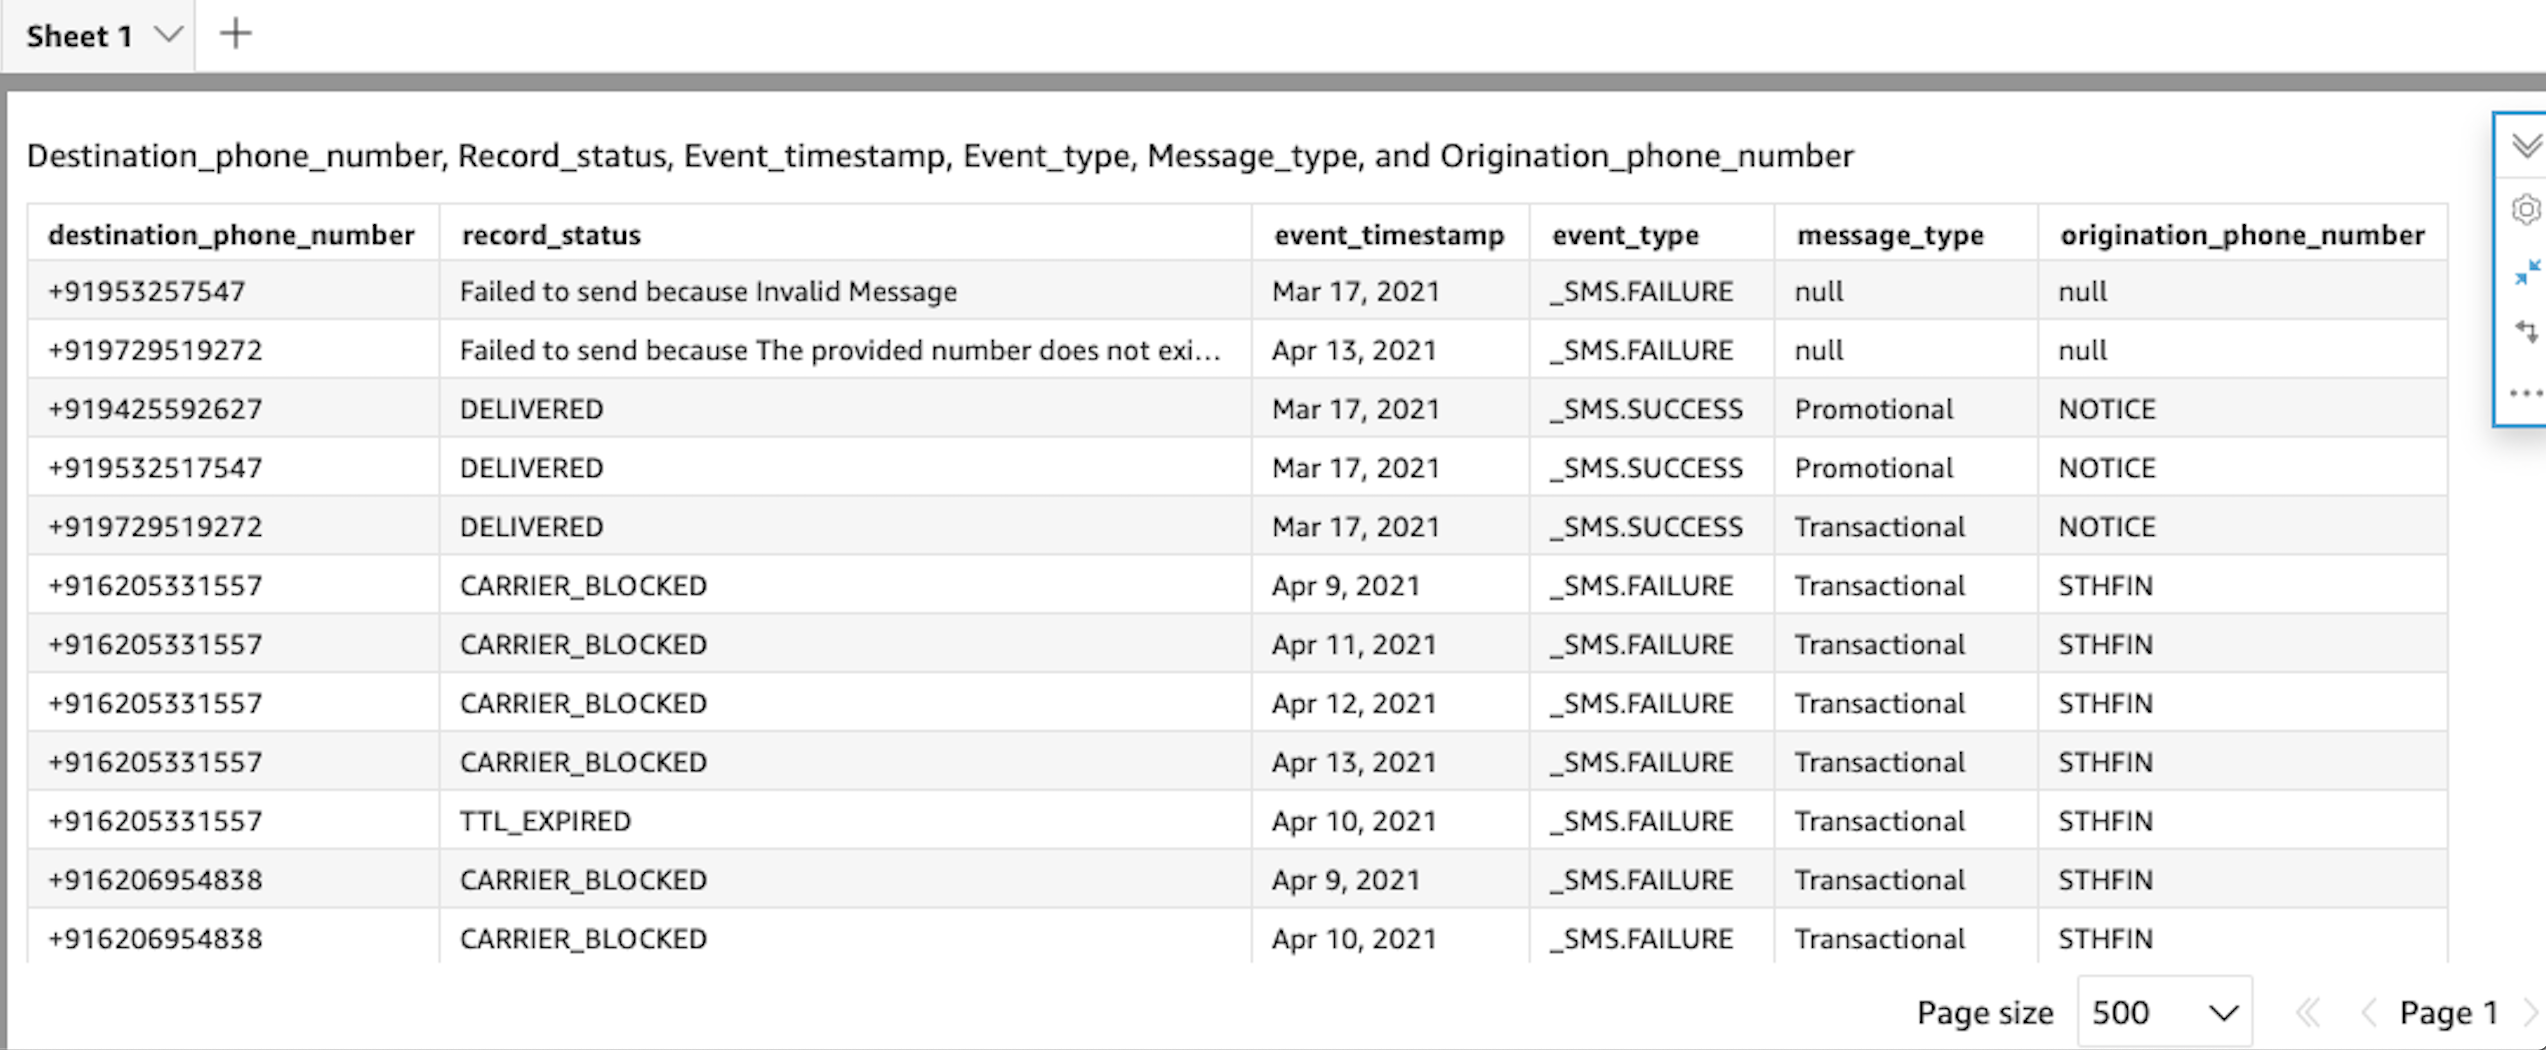 Sheet 1
Destination_phone_number, Record_status, Event_timestamp, Event_type, Message_type, and Origination_phone_number
destination_phone_number record_status event_timestamp event_type message_type origination_phone_number
+91953257547 Failed to send because Invalid Message Mar 17, 2021 _SMS.FAILURE null null
+919729519272 Failed to send because The provided number does not exi... Apr 13, 2021 _SMS.FAILURE null null
+919425592627 DELIVERED Mar 17, 2021 _SMS.SUCCESS Promotional NOTICE
+919532517547 DELIVERED Mar 17, 2021 _SMS.SUCCESS Promotional NOTICE
+919729519272 DELIVERED Mar 17, 2021 _SMS.SUCCESS Transactional NOTICE
+916205331557 CARRIER_BLOCKED Apr 9, 2021 _SMS.FAILURE Transactional STHFIN
+916205331557 CARRIER_BLOCKED Apr 11, 2021 _SMS.FAILURE Transactional STHFIN
+916205331557 CARRIER_BLOCKED Apr 12, 2021 _SMS.FAILURE Transactional STHFIN
+916205331557 CARRIER_BLOCKED Apr 13, 2021 _SMS.FAILURE Transactional STHFIN
+916205331557 TTL_EXPIRED Apr 10, 2021 _SMS.FAILURE Transactional STHFIN
+916206954838 CARRIER_BLOCKED Apr 9, 2021 _SMS.FAILURE Transactional STHFIN
+916206954838 CARRIER_BLOCKED Apr 10, 2021 _SMS.FAILURE Transactional STHFIN
Page size 500 Page 1